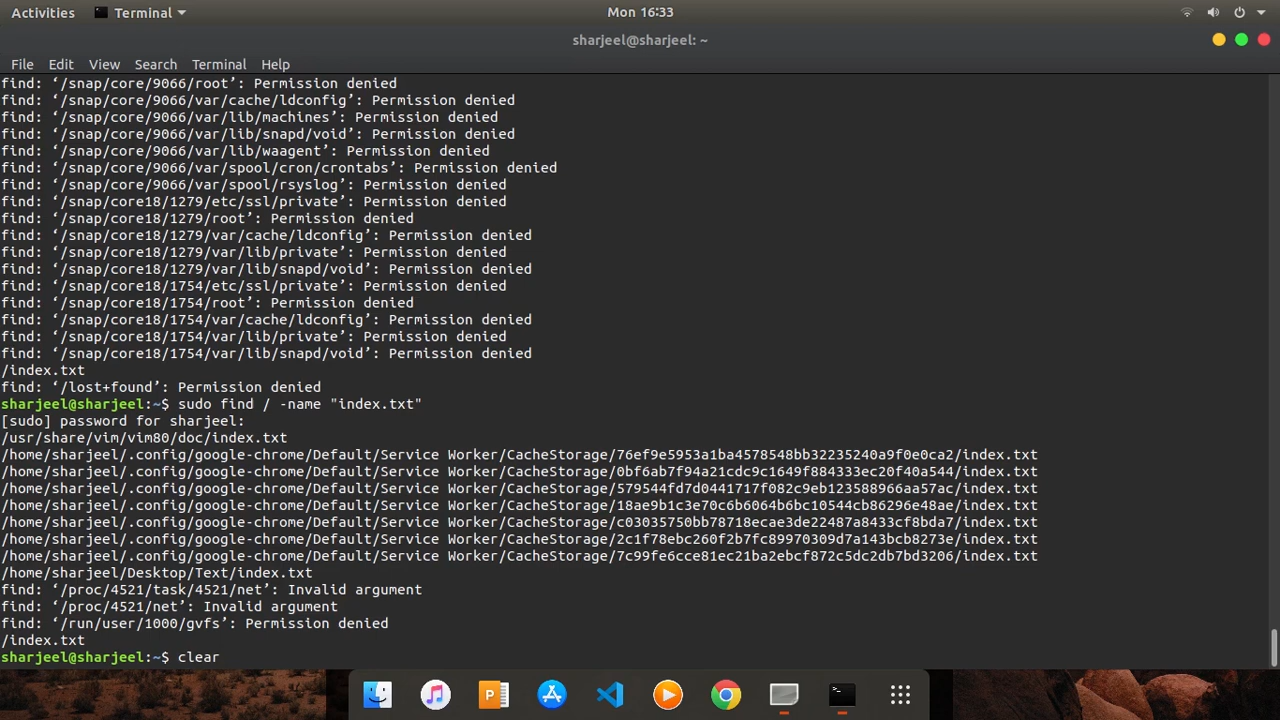 Activities Terminal Mon 16:33
sharjeel@sharjeel: ~
File Edit View Search Terminal Help
find: ‘/snap/core/9066/root’: Permission denied
find: ‘/snap/core/9066/var/cache/ldconfig’: Permission denied
find: ‘/snap/core/9066/var/lib/machines’: Permission denied
find: ‘/snap/core/9066/var/lib/snapd/void’: Permission denied
find: ‘/snap/core/9066/var/lib/waagent’: Permission denied
find: ‘/snap/core/9066/var/spool/cron/crontabs’: Permission denied
find: ‘/snap/core/9066/var/spool/rsyslog’: Permission denied
find: ‘/snap/core18/1279/etc/ssl/private’: Permission denied
find: ‘/snap/core18/1279/root’: Permission denied
find: ‘/snap/core18/1279/var/cache/ldconfig’: Permission denied
find: ‘/snap/core18/1279/var/lib/private’: Permission denied
find: ‘/snap/core18/1279/var/lib/snapd/void’: Permission denied
find: ‘/snap/core18/1754/etc/ssl/private’: Permission denied
find: ‘/snap/core18/1754/root’: Permission denied
find: ‘/snap/core18/1754/var/cache/ldconfig’: Permission denied
find: ‘/snap/core18/1754/var/lib/private’: Permission denied
find: ‘/snap/core18/1754/var/lib/snapd/void’: Permission denied
/index.txt
find: ‘/lost+found’: Permission denied
sharjeel@sharjeel:~$ sudo find / -name "index.txt"
[sudo] password for sharjeel:
/usr/share/vim/vim80/doc/index.txt
/home/sharjeel/.config/google-chrome/Default/Service Worker/CacheStorage/76ef9e5953a1ba4578548bb32235240a9f0e0ca2/index.txt
/home/sharjeel/.config/google-chrome/Default/Service Worker/CacheStorage/0bf6ab7f94a21cdc9c1649f884333ec20f40a544/index.txt
/home/sharjeel/.config/google-chrome/Default/Service Worker/CacheStorage/579544fd7d0441717f082c9eb123588966aa57ac/index.txt
/home/sharjeel/.config/google-chrome/Default/Service Worker/CacheStorage/18ae9b1c3e70c6b6064b6bc10544cb86296e48ae/index.txt
/home/sharjeel/.config/google-chrome/Default/Service Worker/CacheStorage/c03035750bb78718ecae3de22487a8433cf8bda7/index.txt
/home/sharjeel/.config/google-chrome/Default/Service Worker/CacheStorage/2c1f78ebc260f2b7fc89970309d7a143bcb8273e/index.txt
/home/sharjeel/.config/google-chrome/Default/Service Worker/CacheStorage/7c99fe6cce81ec21ba2ebcf872c5dc2db7bd3206/index.txt
/home/sharjeel/Desktop/Text/index.txt
find: ‘/proc/4521/task/4521/net’: Invalid argument
find: ‘/proc/4521/net’: Invalid argument
find: ‘/run/user/1000/gvfs’: Permission denied
/index.txt
sharjeel@sharjeel:~$ clear